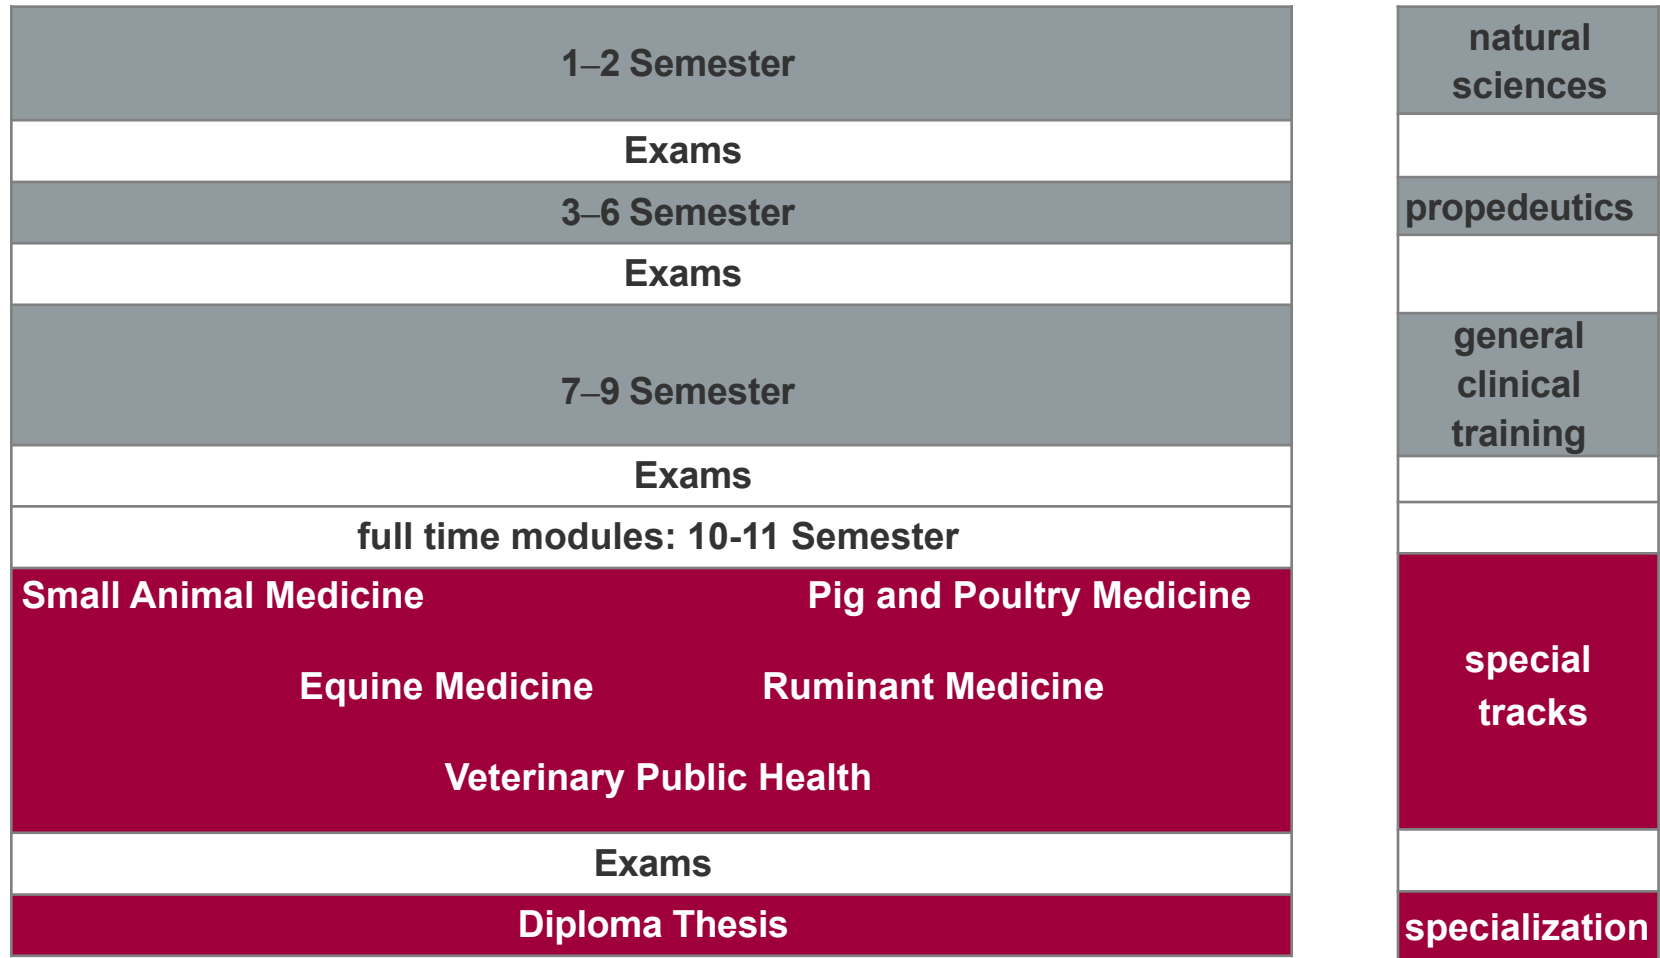 1–2 Semester
Exams
3–6 Semester
Exams
7–9 Semester
Exams
full time modules: 10-11 Semester
Small Animal Medicine
Pig and Poultry Medicine
Equine Medicine
Ruminant Medicine
Veterinary Public Health
Exams
Diploma Thesis
natural
sciences
propedeutics
general
clinical
training
special
tracks
specialization